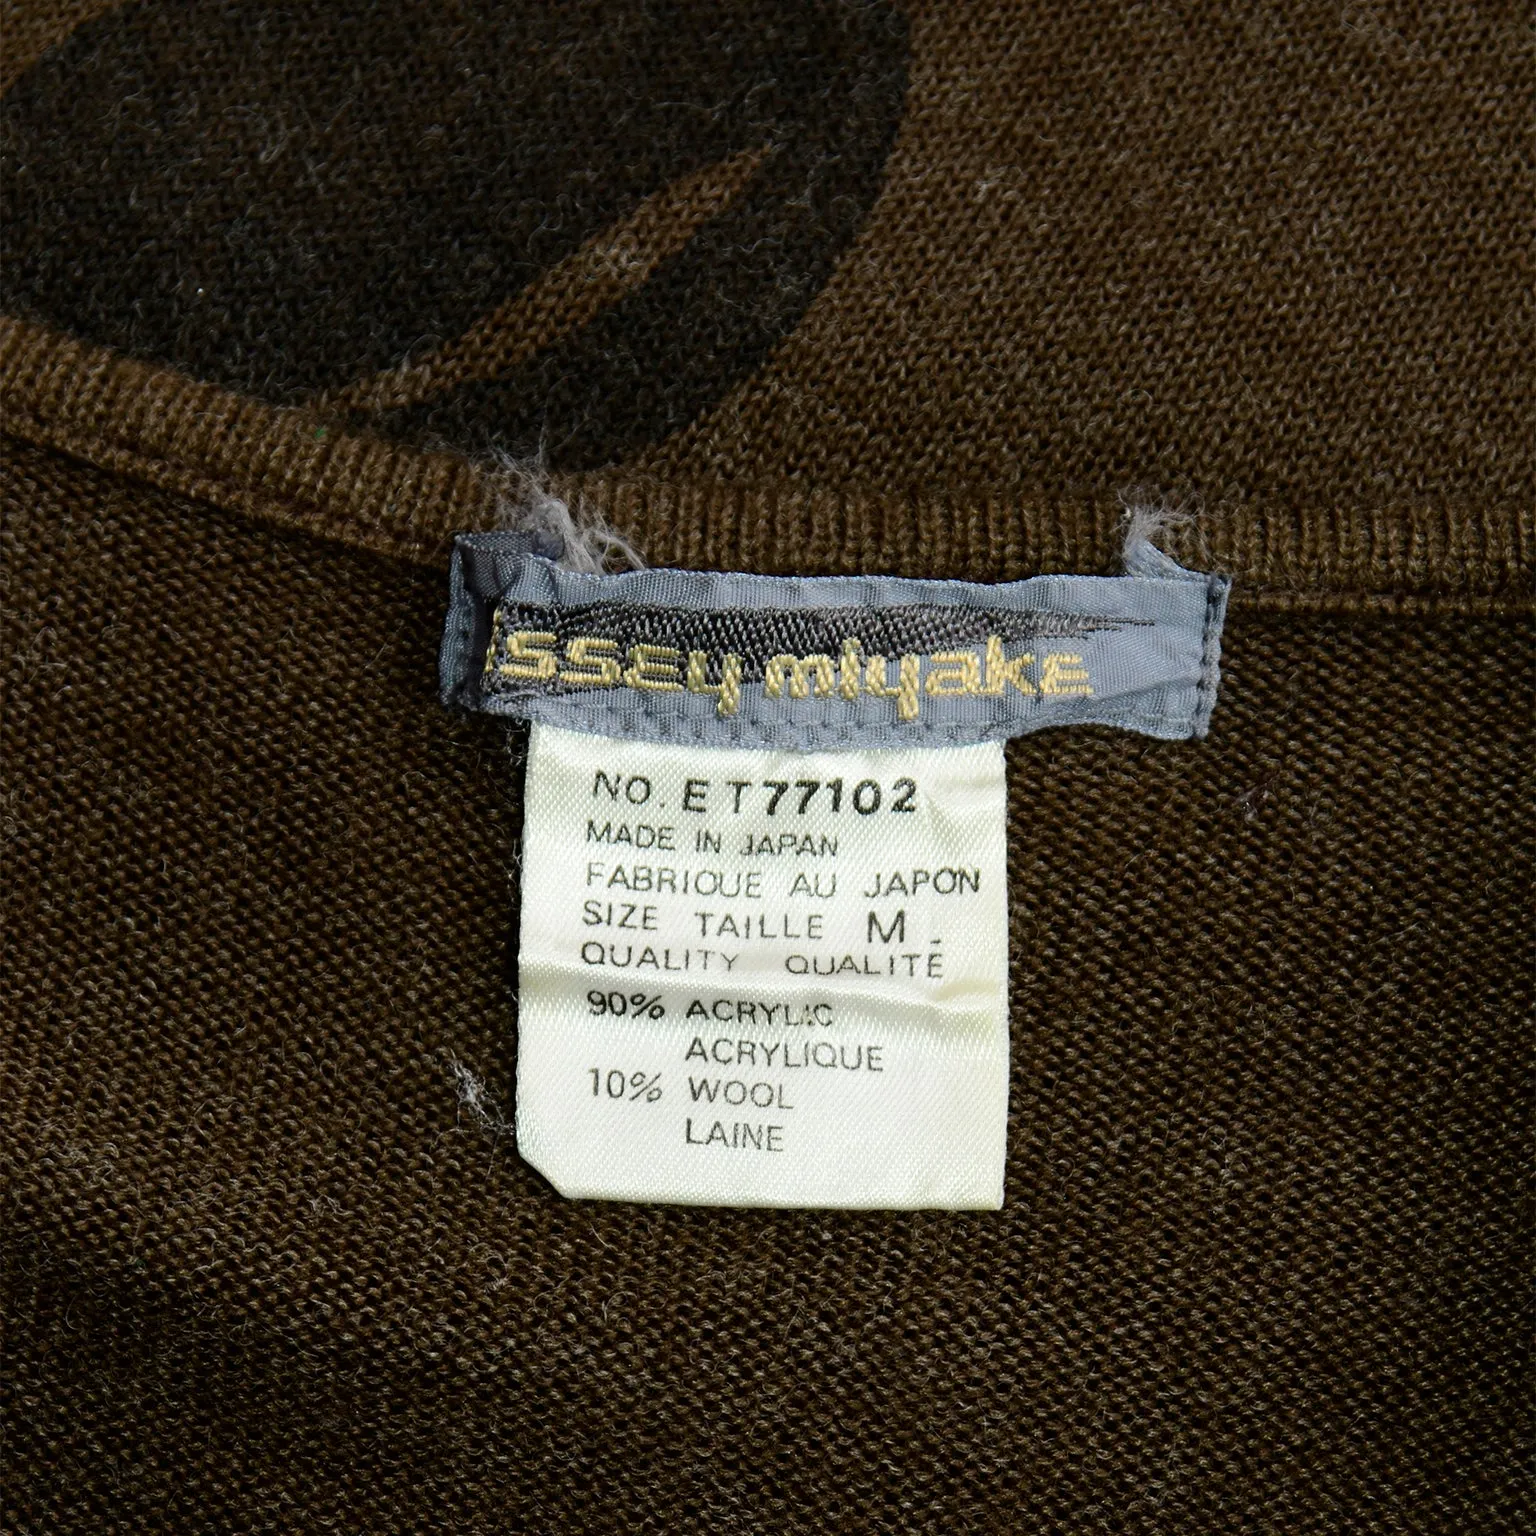 issey miyake
NO. ET77102
MADE IN JAPAN
FABRIQUE AU JAPON
SIZE TAILLE M.
QUALITY QUALITÉ
90% ACRYLIC
ACRYLIQUE
10% WOOL
LAINE